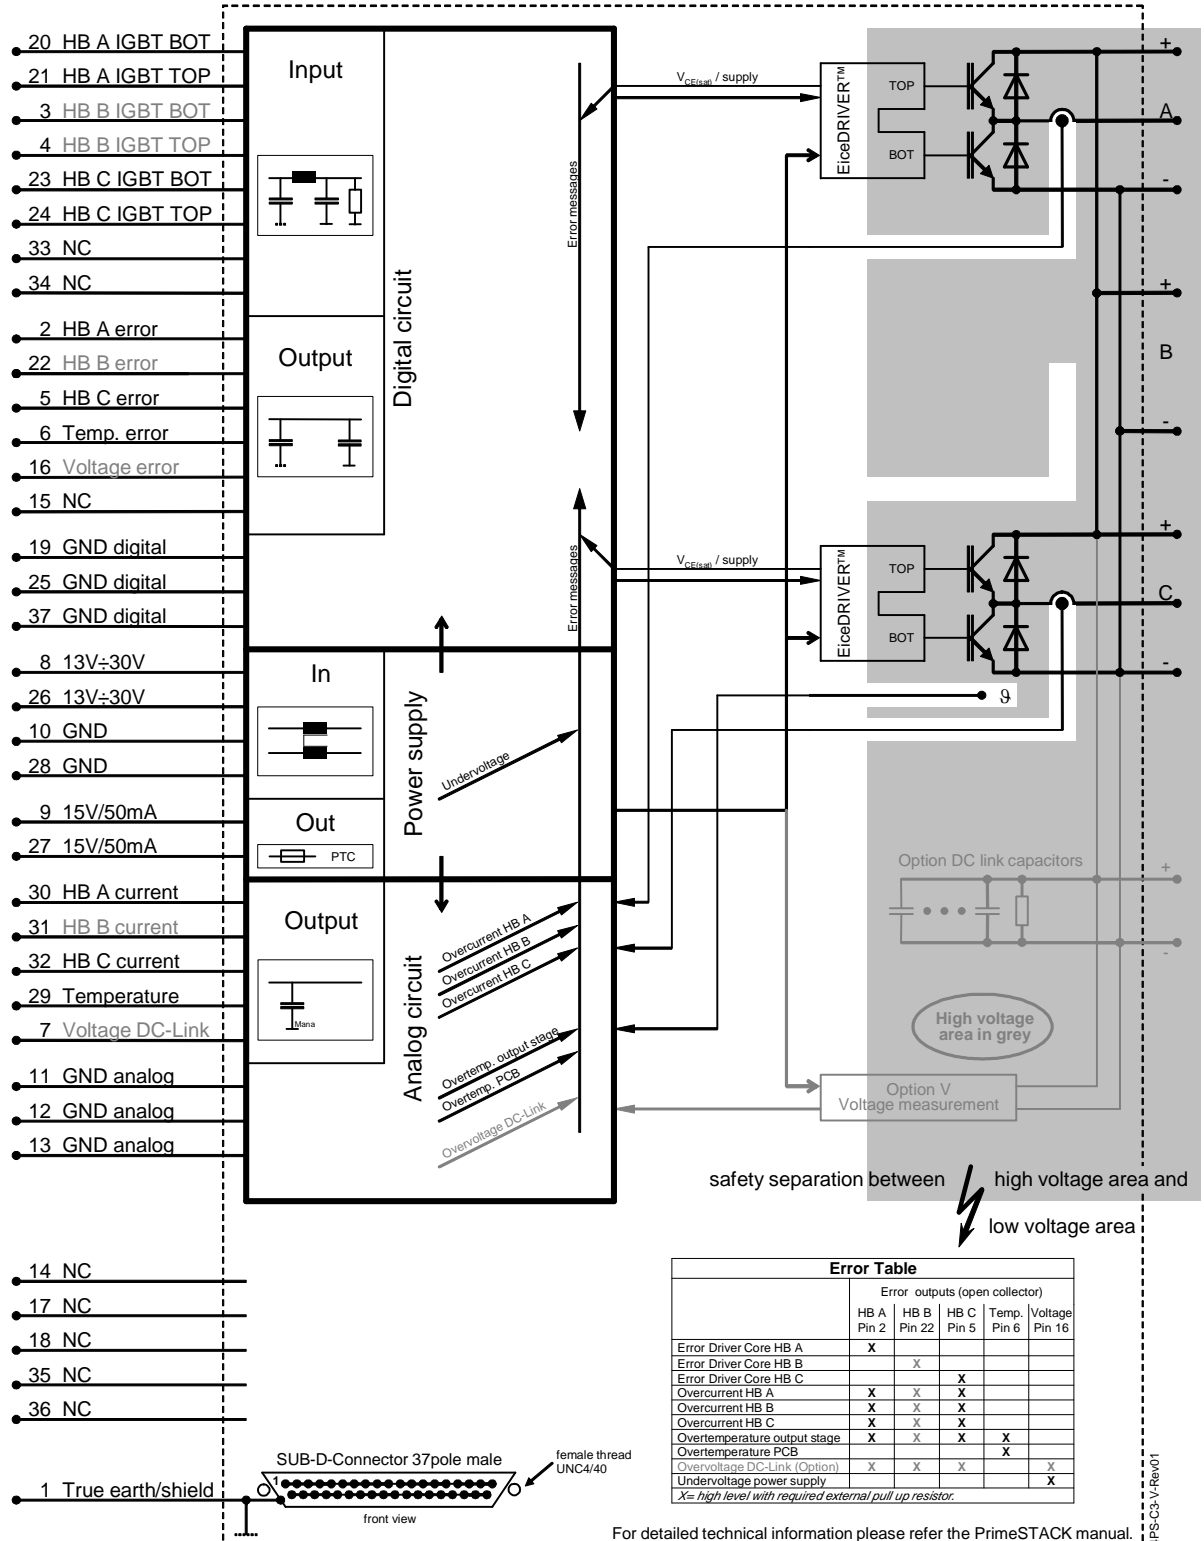 20 HB A IGBT BOT
21 HB A IGBT TOP
3 HB B IGBT BOT
4 HB B IGBT TOP
23 HB C IGBT BOT
24 HB C IGBT TOP
33 NC
34 NC
2 HB A error
22 HB B error
5 HB C error
6 Temp. error
16 Voltage error
15 NC
19 GND digital
25 GND digital
37 GND digital
8 13V÷30V
26 13V÷30V
10 GND
28 GND
9 15V/50mA
27 15V/50mA
30 HB A current
31 HB B current
32 HB C current
29 Temperature
7 Voltage DC-Link
11 GND analog
12 GND analog
13 GND analog
14 NC
17 NC
18 NC
35 NC
36 NC
1 True earth/shield
Input
Output
Digital circuit
Error messages
Error messages
In
Out
PTC
Power supply
Undervoltage
Output
Mana
Analog circuit
Overcurrent HB A
Overcurrent HB B
Overcurrent HB C
Overtemp. output stage
Overtemp. PCB
Overvoltage DC-Link
VCE(sat) / supply
EiceDRIVER™
TOP
BOT
+
A
-
+
B
-
VCE(sat) / supply
EiceDRIVER™
TOP
BOT
+
C
-
ϑ
Option DC link capacitors
+
-
High voltage
area in grey
Option V
Voltage measurement
safety separation between
high voltage area and
low voltage area
Error Table
Error outputs (open collector)
HB A HB B HB C Temp. Voltage
Pin 2 Pin 22 Pin 5 Pin 6 Pin 16
Error Driver Core HB A X
Error Driver Core HB B X
Error Driver Core HB C X
Overcurrent HB A X X X
Overcurrent HB B X X X
Overcurrent HB C X X X
Overtemperature output stage X X X X
Overtemperature PCB X
Overvoltage DC-Link (Option) X X X X
Undervoltage power supply X
X= high level with required external pull up resistor.
SUB-D-Connector 37pole male
1
female thread
UNC4/40
front view
For detailed technical information please refer the PrimeSTACK manual.